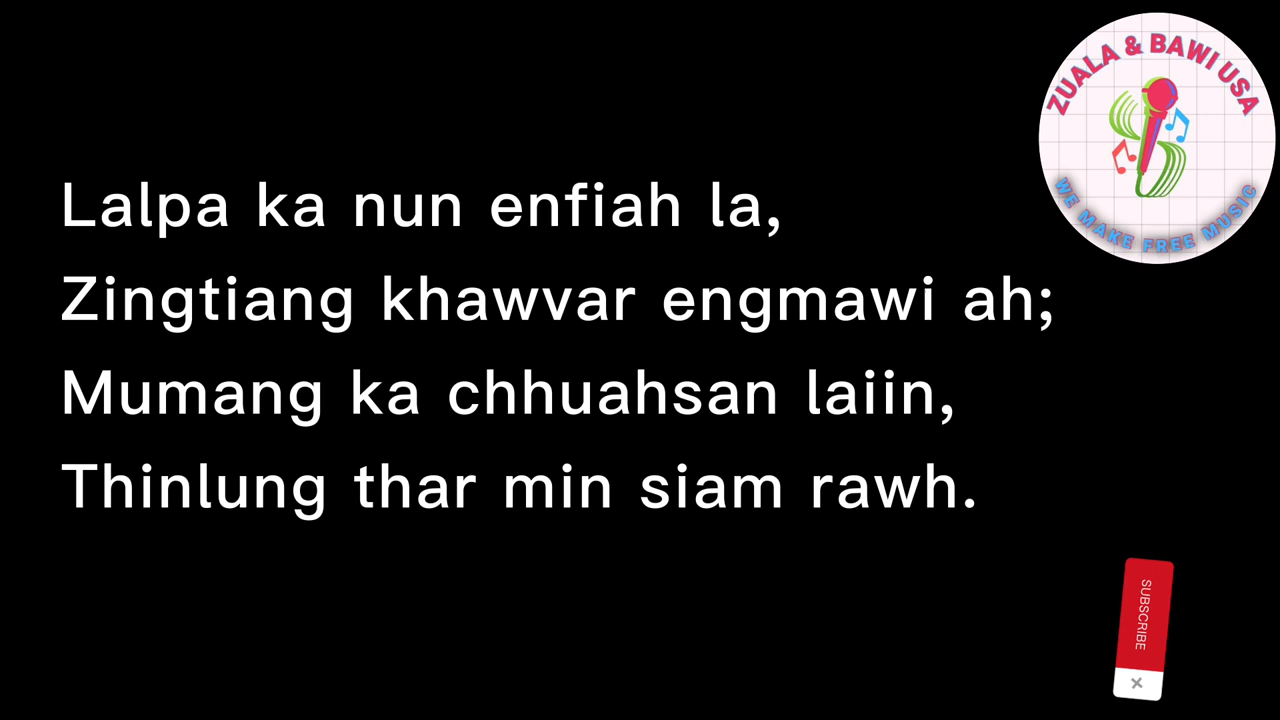 ZUALA & BAWI USA
WE MAKE FREE MUSIC
Lalpa ka nun enfiah la,
Zingtiang khawvar engmawi ah;
Mumang ka chhuahsan laiin,
Thinlung thar min siam rawh.
SUBSCRIBE